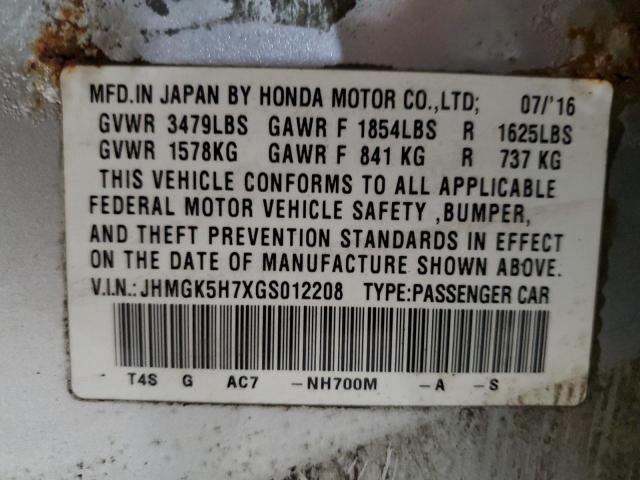 MFD.IN JAPAN BY HONDA MOTOR CO.,LTD; 07/'16
GVWR 3479LBS GAWR F 1854LBS R 1625LBS
GVWR 1578KG GAWR F 841 KG R 737 KG
THIS VEHICLE CONFORMS TO ALL APPLICABLE
FEDERAL MOTOR VEHICLE SAFETY ,BUMPER,
AND THEFT PREVENTION STANDARDS IN EFFECT
ON THE DATE OF MANUFACTURE SHOWN ABOVE.
V.I.N.: JHMGK5H7XGS012208 TYPE:PASSENGER CAR
T4S G AC7 -NH700M -A -S